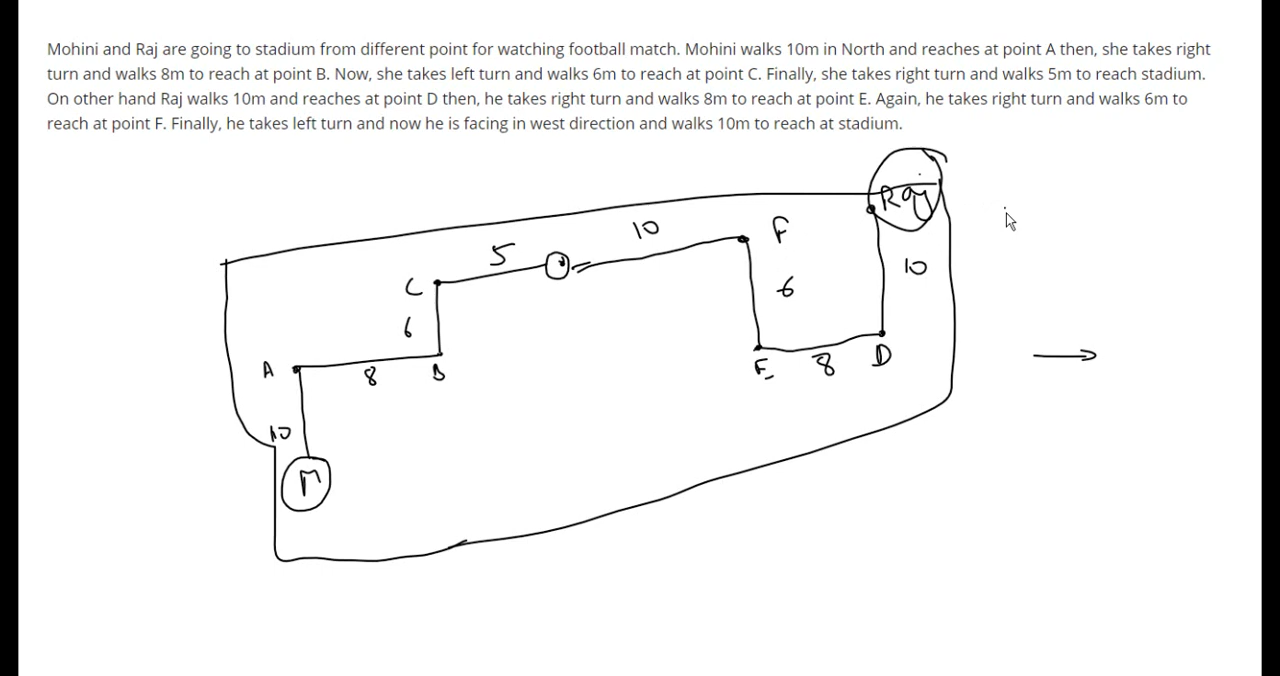 Mohini and Raj are going to stadium from different point for watching football match. Mohini walks 10m in North and reaches at point A then, she takes right
turn and walks 8m to reach at point B. Now, she takes left turn and walks 6m to reach at point C. Finally, she takes right turn and walks 5m to reach stadium.
On other hand Raj walks 10m and reaches at point D then, he takes right turn and walks 8m to reach at point E. Again, he takes right turn and walks 6m to
reach at point F. Finally, he takes left turn and now he is facing in west direction and walks 10m to reach at stadium.
Raj
10 F
5
C 6 10
6
A 8 B E 8 D
10
M